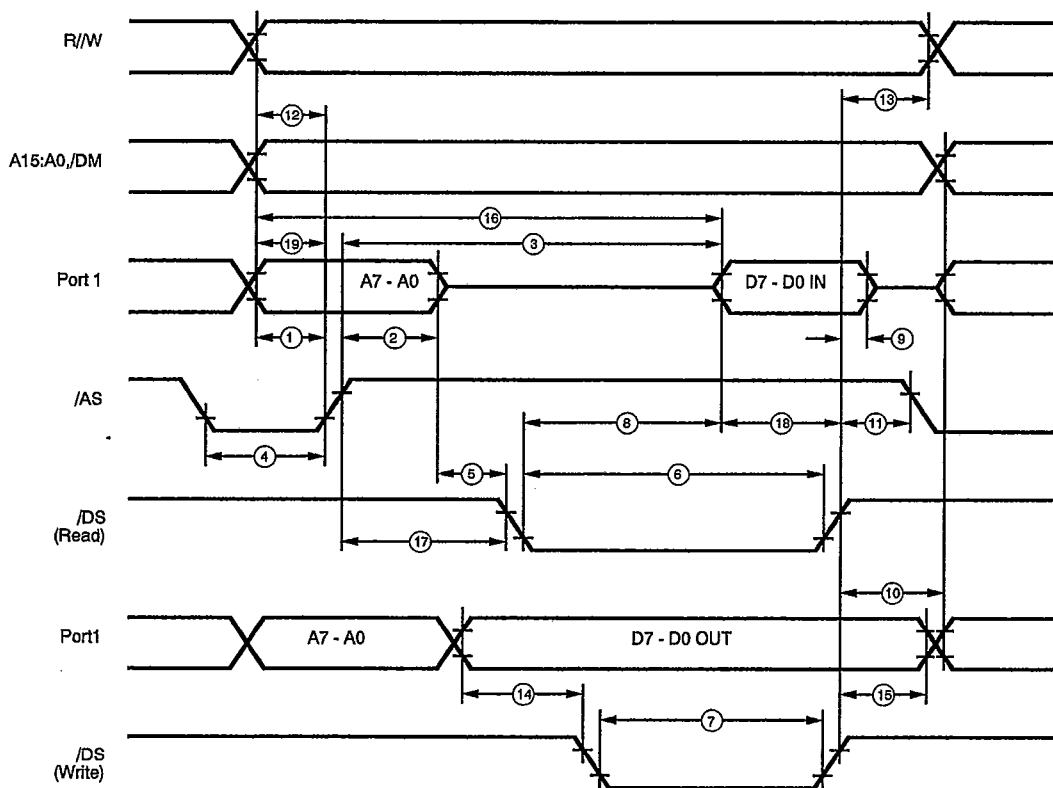 R//W
13
12
A15:A0,/DM
16
19
3
Port 1
A7 - A0
D7 - D0 IN
1
2
9
/AS
8
18
11
4
5
6
/DS
(Read)
17
10
Port1
A7 - A0
D7 - D0 OUT
14
15
7
/DS
(Write)